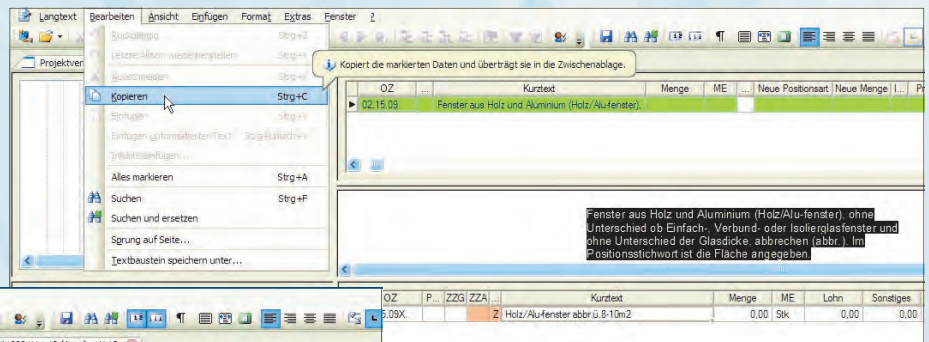 Langtext Bearbeiten Ansicht Einfügen Format Extras Fenster ?
Rückgängig Strg+Z
Letzte Aktion wiederherstellen
Projektver
Ausschneiden
Kopiert die markierten Daten und überträgt sie in die Zwischenablage.
Kopieren Strg+C
OZ ... Kurztext Menge ME ... Neue Positionsart Neue Menge I... Pr
02.15.09 Fenster aus Holz und Aluminium (Holz/Alu-fenster),
Einfügen
Einfügen unformatierter Text
Alles markieren Strg+A
Suchen Strg+F
Suchen und ersetzen
Sprung auf Seite...
Textbaustein speichern unter...
Fenster aus Holz und Aluminium (Holz/Alu-fenster), ohne
Unterschied ob Einfach-, Verbund- oder Isolierglasfenster und
ohne Unterschied der Glasdicke, abbrechen (abbr.). Im
Positionsstichwort ist die Fläche angegeben.
OZ P... ZZG ZZA ... Kurztext Menge ME Lohn Sonstiges
5.09X. Z Holz/Alu-fenster abbr.ü.8-10m2 0,00 Stk 0,00 0,00